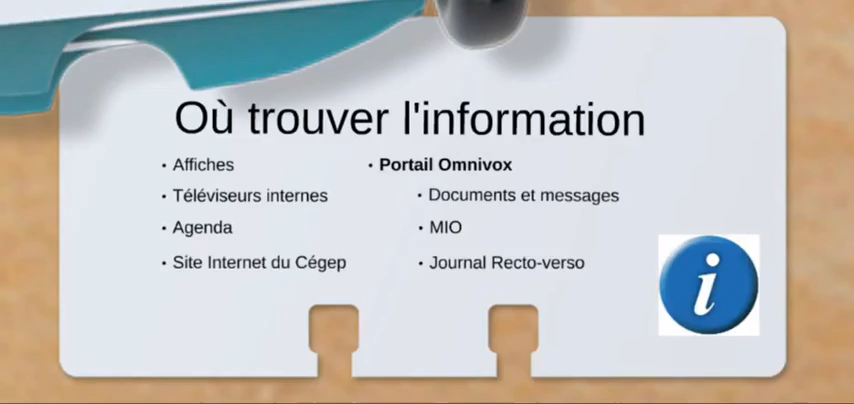 Où trouver l'information
• Affiches
• Téléviseurs internes
• Agenda
• Site Internet du Cégep
• Portail Omnivox
• Documents et messages
• MIO
• Journal Recto-verso
i